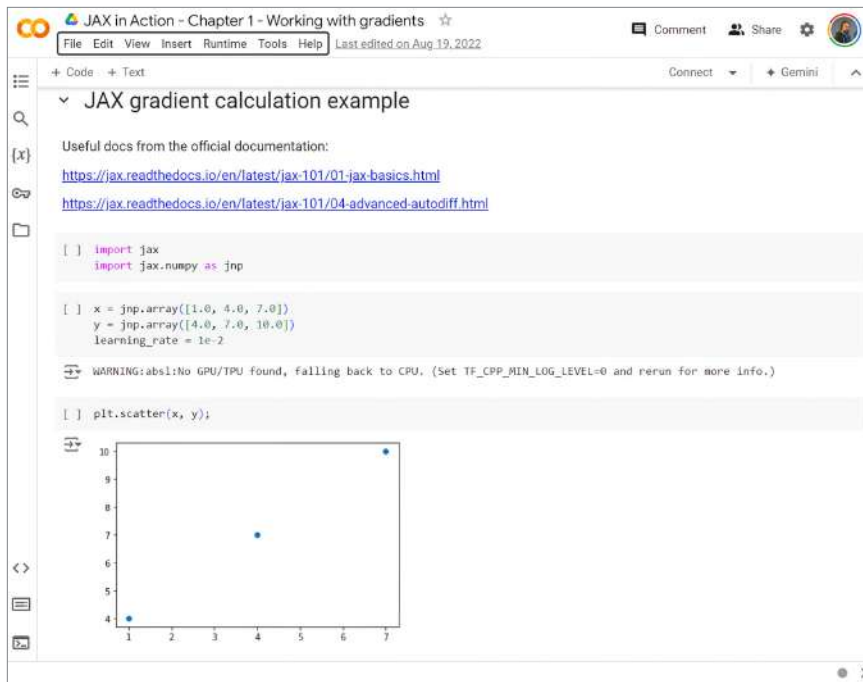 JAX in Action - Chapter 1 - Working with gradients
Comment
Share
File Edit View Insert Runtime Tools Help Last edited on Aug 19, 2022
+ Code + Text
Connect
Gemini
JAX gradient calculation example
Useful docs from the official documentation:
https://jax.readthedocs.io/en/latest/jax-101/01-jax-basics.html
https://jax.readthedocs.io/en/latest/jax-101/04-advanced-autodiff.html
{x}
[ ] import jax
import jax.numpy as jnp
[ ] x = jnp.array([1.0, 4.0, 7.0])
y = jnp.array([4.0, 7.0, 10.0])
learning_rate = 1e-2
WARNING:absl:No GPU/TPU found, falling back to CPU. (Set TF_CPP_MIN_LOG_LEVEL=0 and rerun for more info.)
[ ] plt.scatter(x, y);
10
9
8
7
6
5
4
1 2 3 4 5 6 7